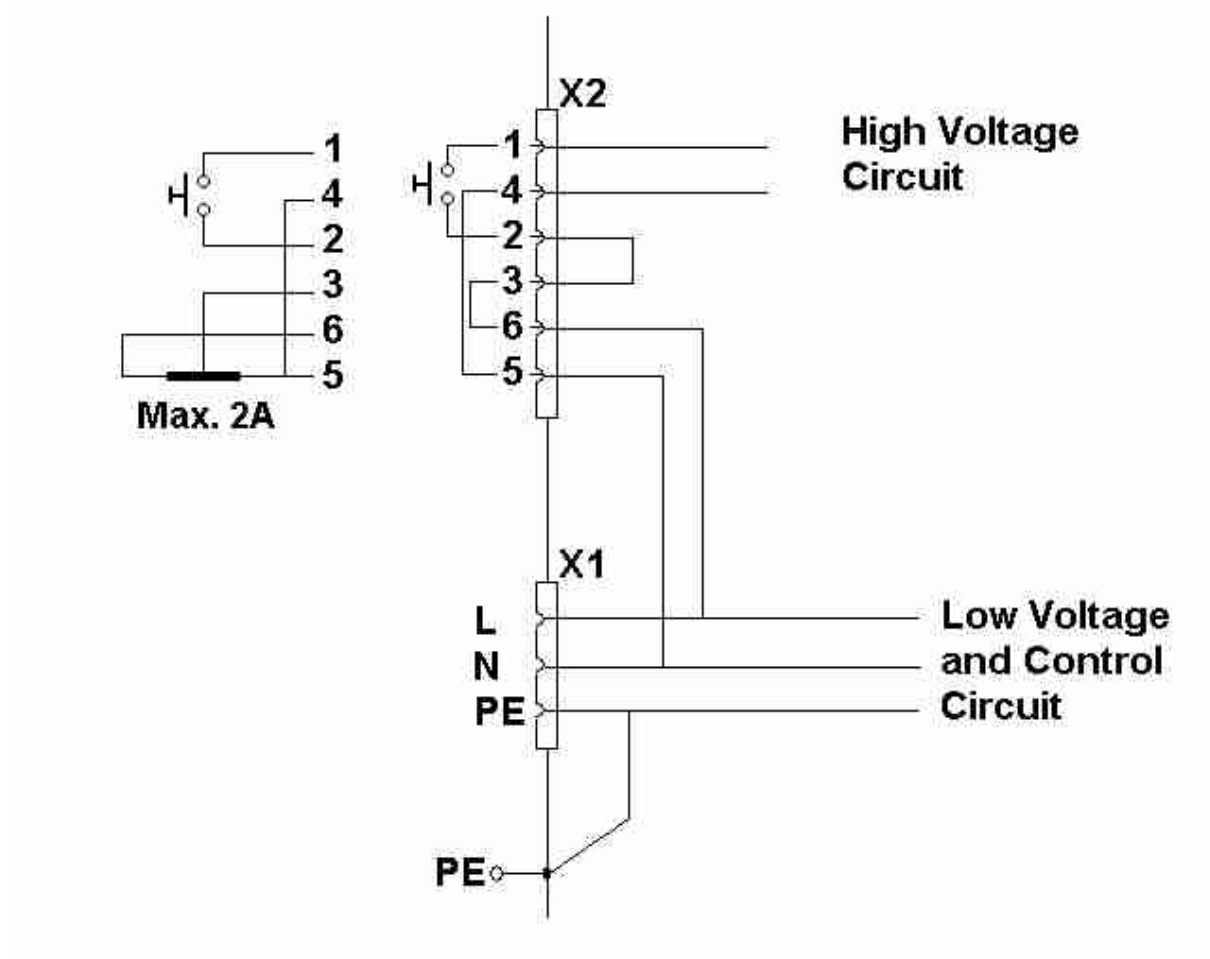 X2
High Voltage
Circuit
1
4
2
3
6
5
Max. 2A
1
4
2
3
6
5
X1
L
N
PE
Low Voltage
and Control
Circuit
PE